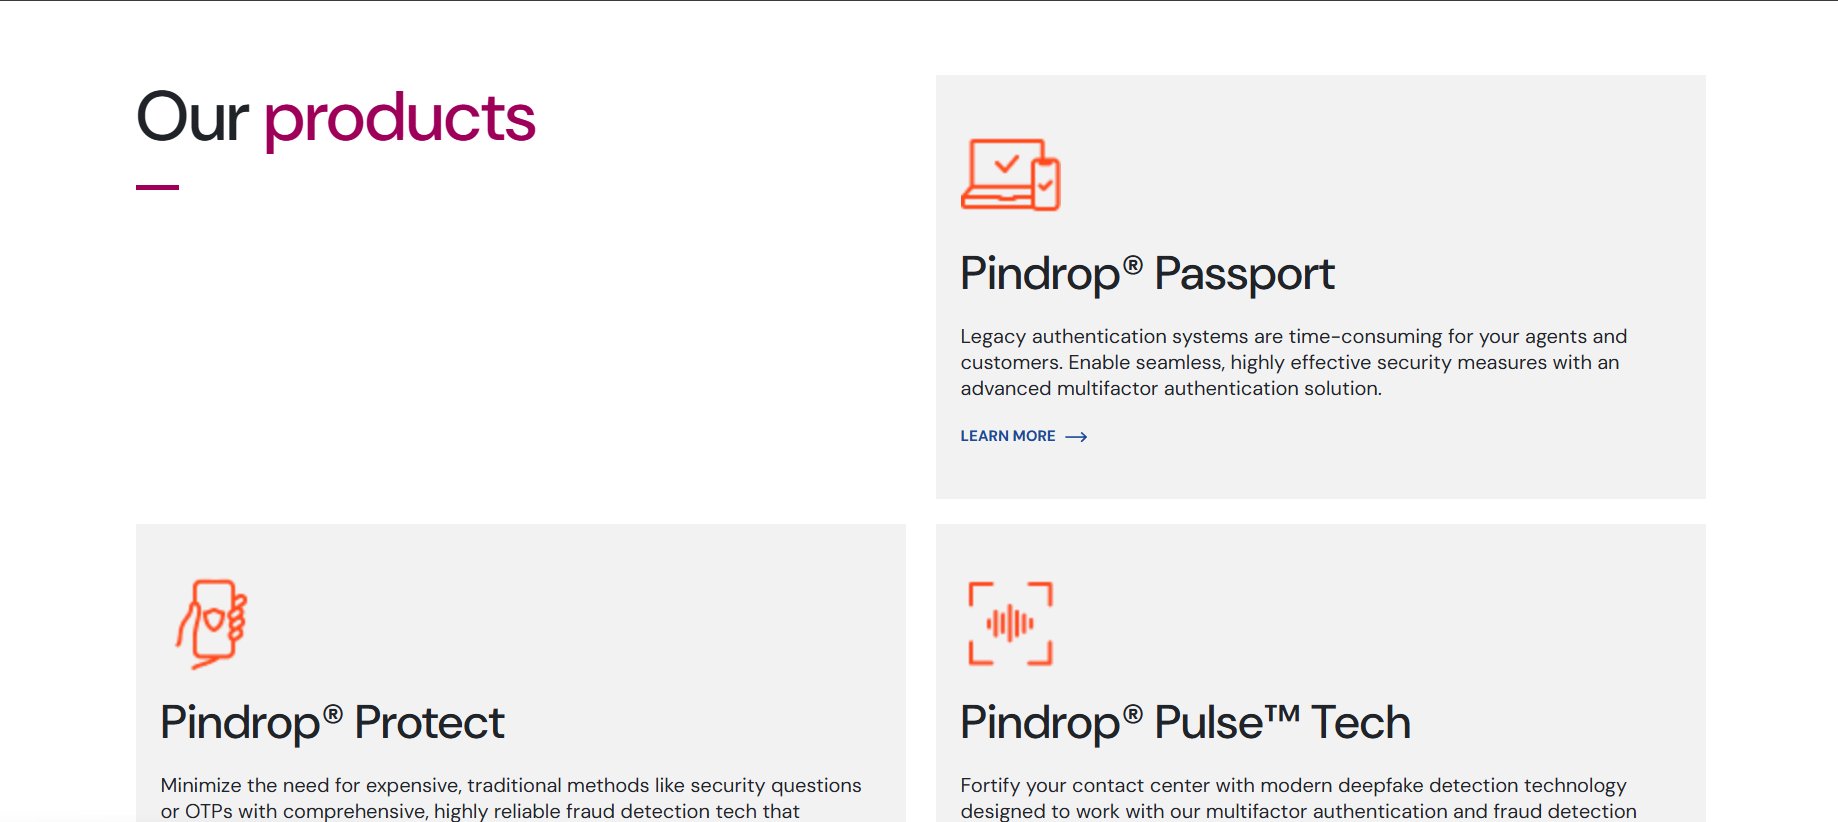 Our products
Pindrop® Passport
Legacy authentication systems are time-consuming for your agents and
customers. Enable seamless, highly effective security measures with an
advanced multifactor authentication solution.
LEARN MORE
Pindrop® Protect
Minimize the need for expensive, traditional methods like security questions
or OTPs with comprehensive, highly reliable fraud detection tech that
Pindrop® Pulse™ Tech
Fortify your contact center with modern deepfake detection technology
designed to work with our multifactor authentication and fraud detection